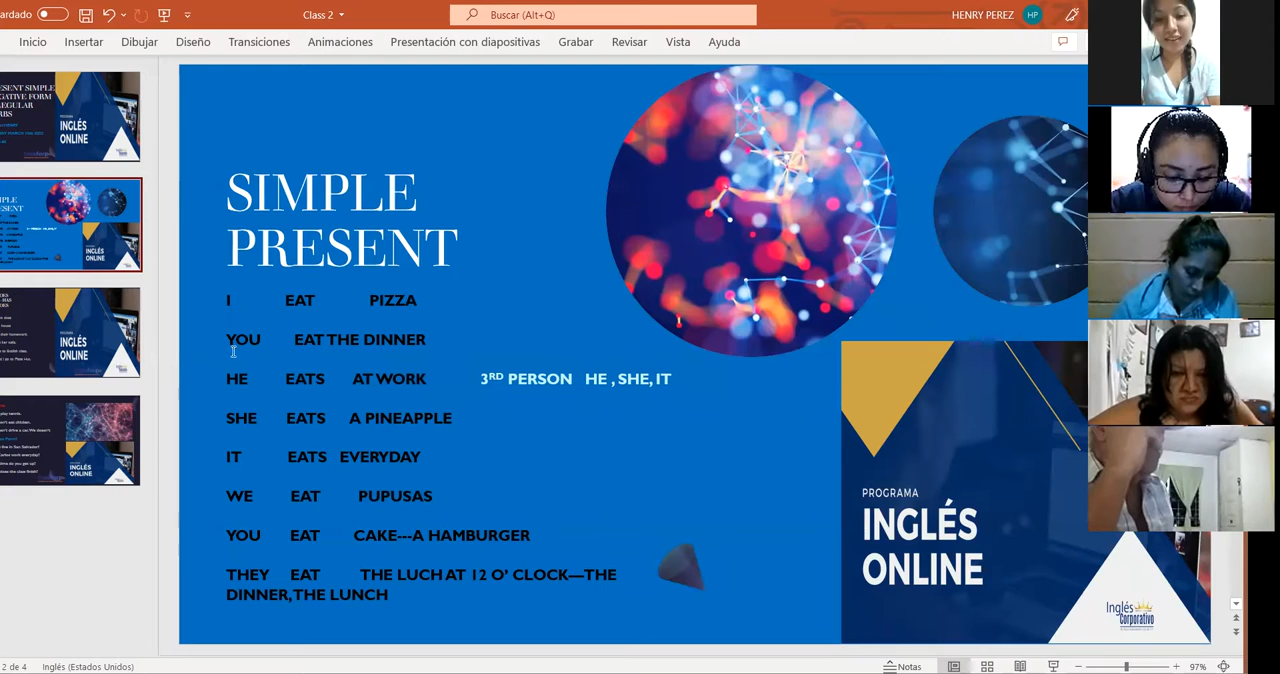 ardado
Class 2
Buscar (Alt+Q)
HENRY PEREZ
HP
Inicio Insertar Dibujar Diseño Transiciones Animaciones Presentación con diapositivas Grabar Revisar Vista Ayuda
INGLÉS
ONLINE
SIMPLE
PRESENT
I EAT PIZZA
YOU EAT THE DINNER
HE EATS AT WORK 3RD PERSON HE , SHE, IT
SHE EATS A PINEAPPLE
IT EATS EVERYDAY
WE EAT PUPUSAS
YOU EAT CAKE---A HAMBURGER
THEY EAT THE LUCH AT 12 O' CLOCK—THE
DINNER,THE LUNCH
PROGRAMA
INGLÉS
ONLINE
Inglés
Corporativo
2 de 4
Inglés (Estados Unidos)
Notas
97%